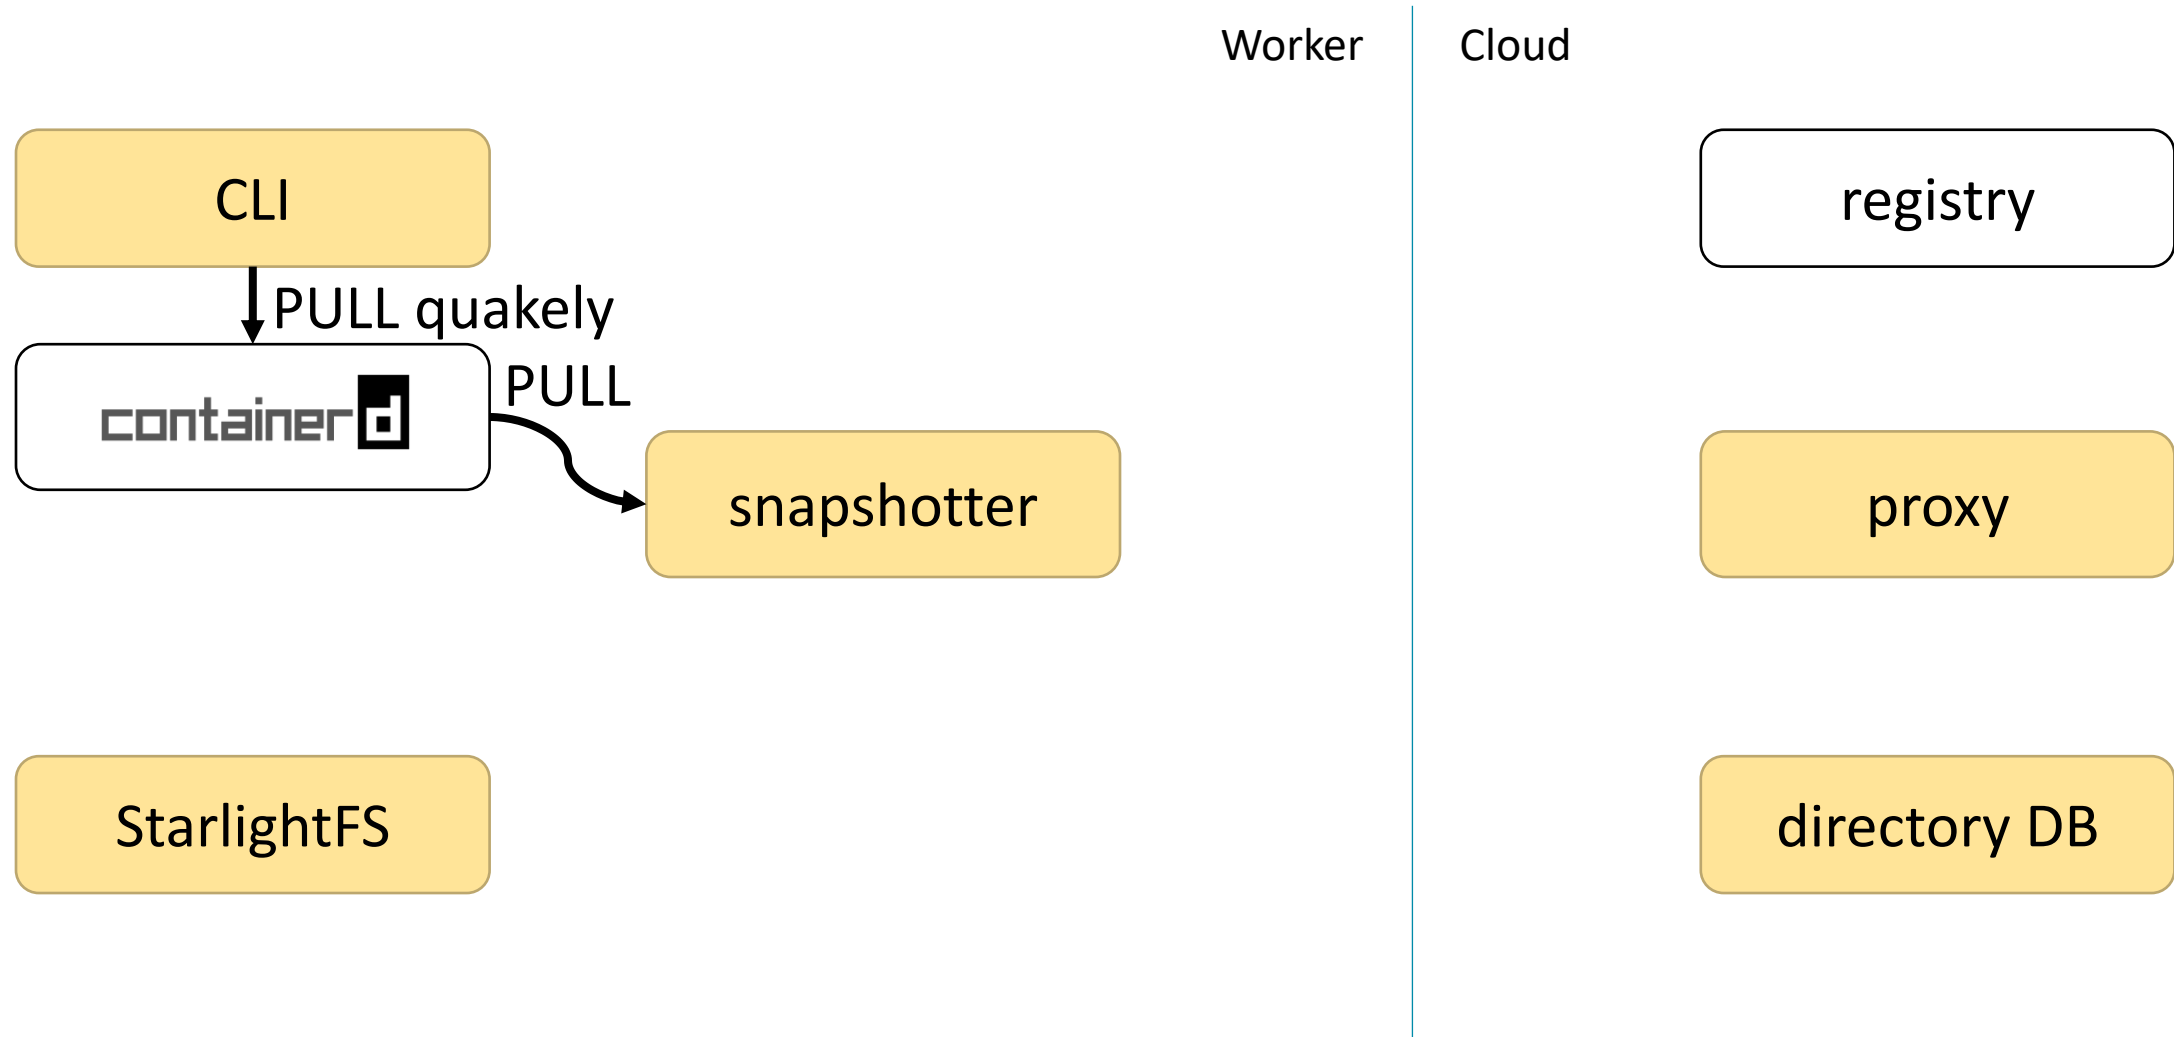 Worker
Cloud
CLI
registry
PULL quakely
PULL
containerd
snapshotter
proxy
StarlightFS
directory DB